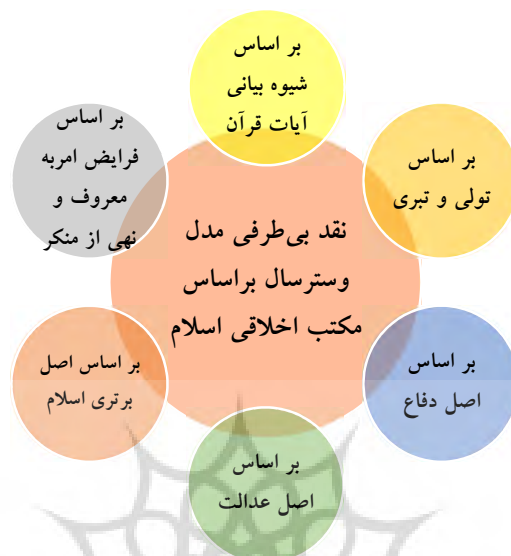 بر اساس
شیوه بیانی
آیات قرآن
بر اساس
تولی و تبری
بر اساس
اصل دفاع
بر اساس
اصل عدالت
بر اساس اصل
برتری اسلام
بر اساس
فرایض امربه
معروف و
نهی از منکر
نقد بی‌طرفی مدل
وسترسال براساس
مکتب اخلاقی اسلام